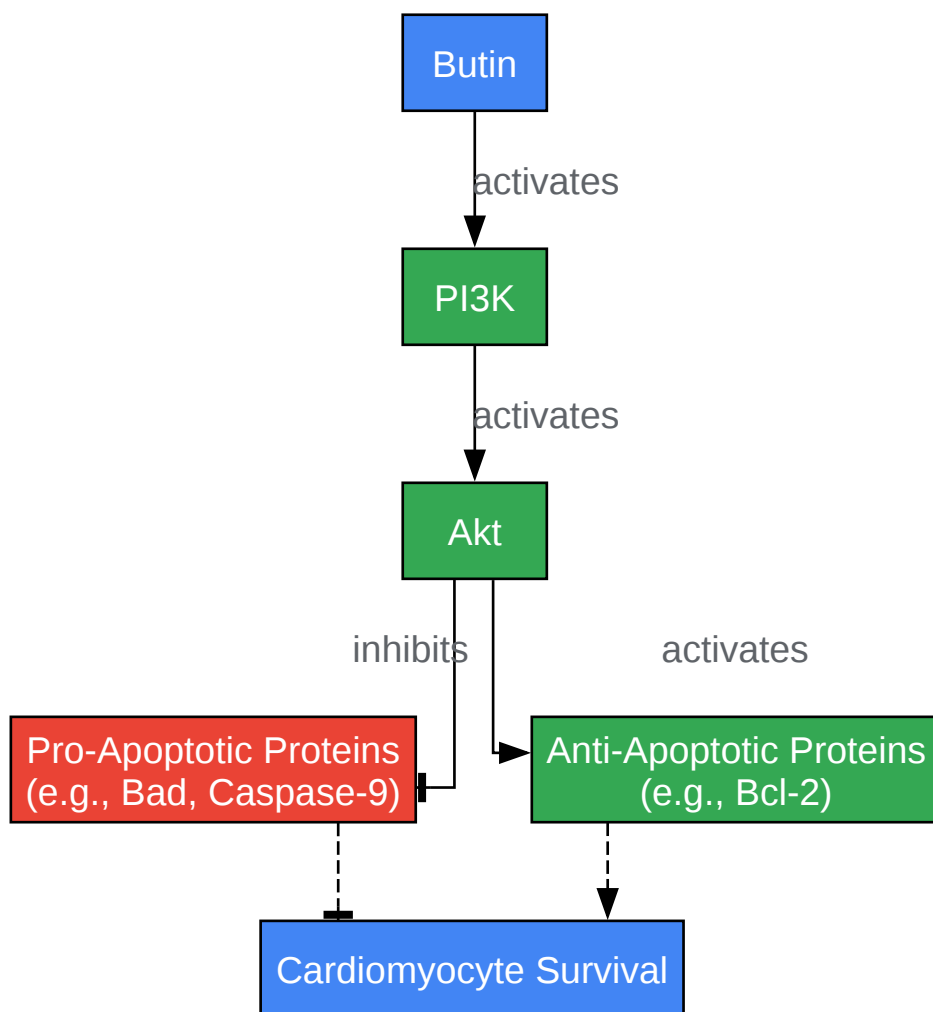 Butin
activates
PI3K
activates
Akt
inhibits
activates
Pro-Apoptotic Proteins
(e.g., Bad, Caspase-9)
Anti-Apoptotic Proteins
(e.g., Bcl-2)
Cardiomyocyte Survival